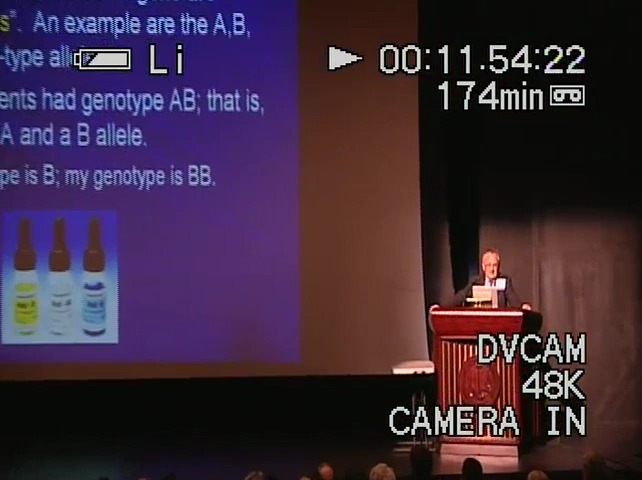 s". An example are the A,B,
-type all
Li
00:11.54:22
174min
ents had genotype AB; that is,
A and a B allele.
pe is B; my genotype is BB.
DVCAM
48K
CAMERA IN